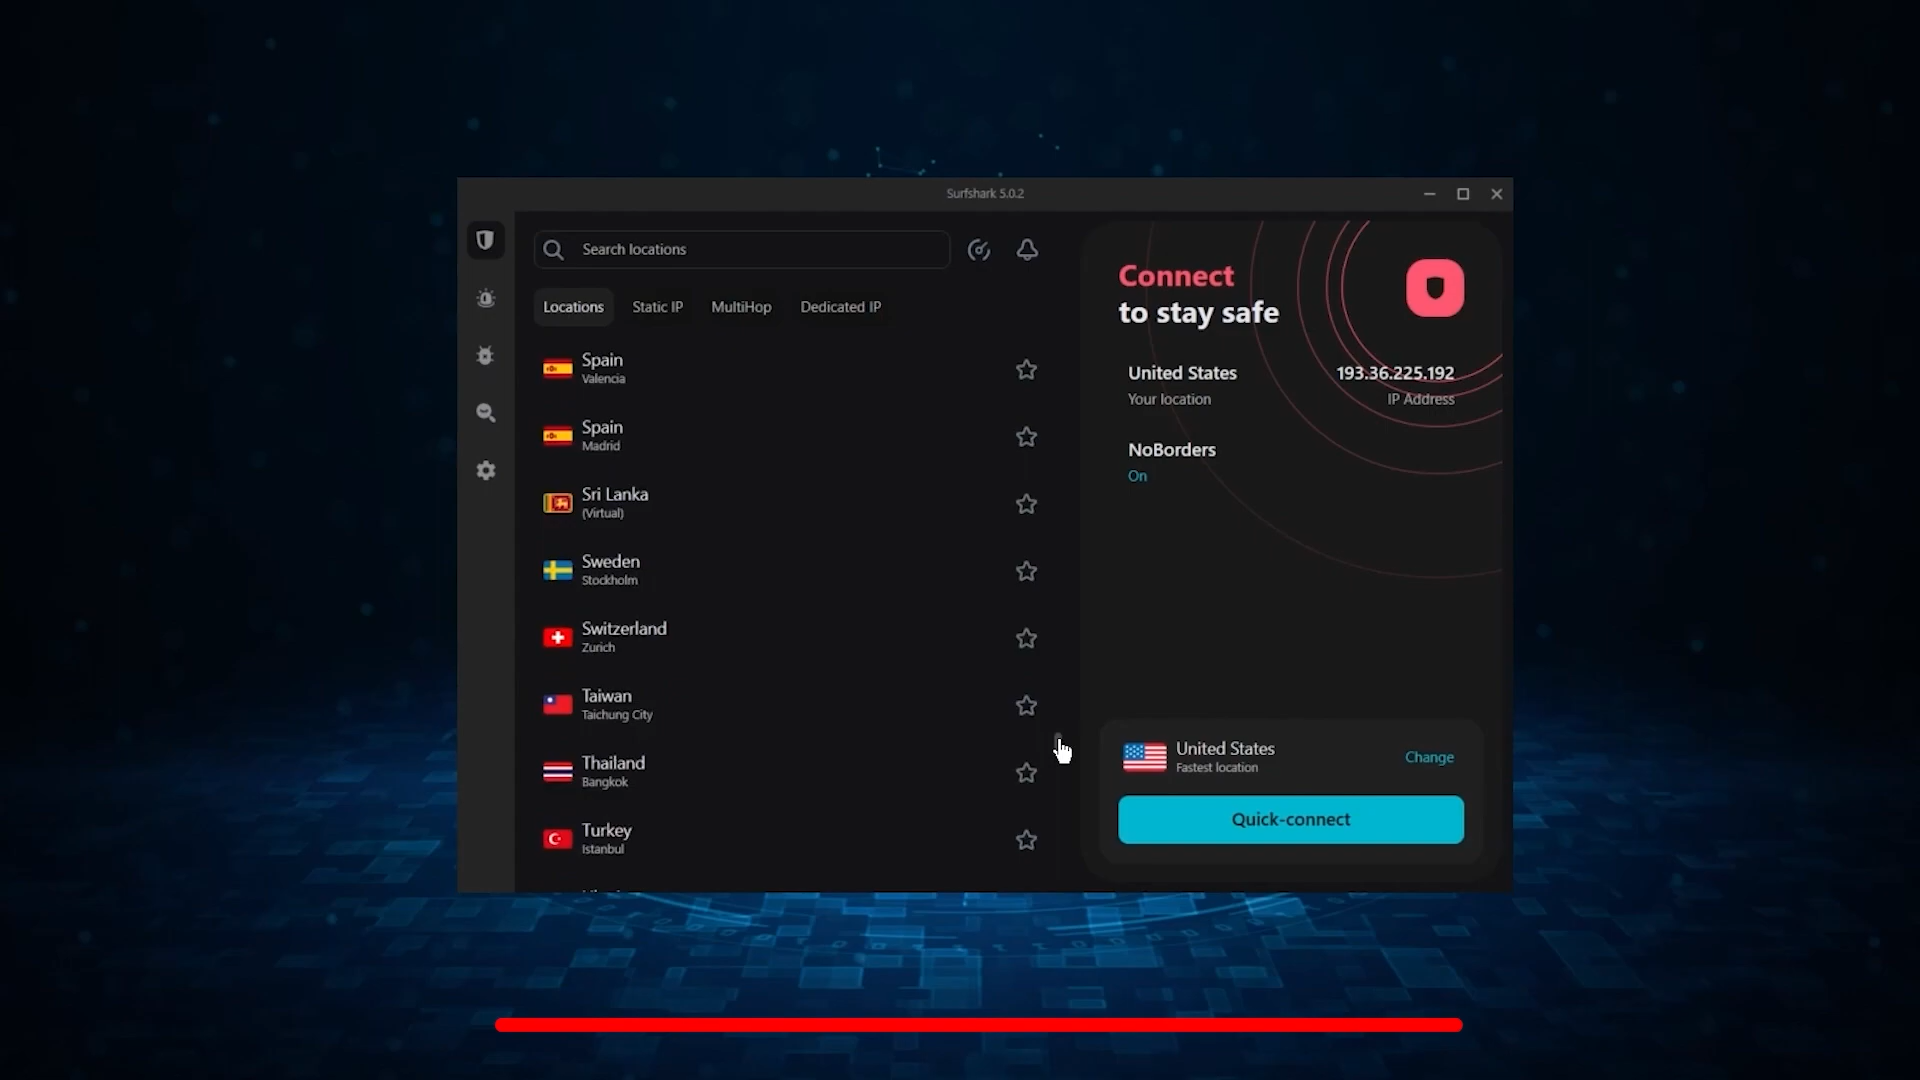 Surfshark 5.0.2
Search locations
Locations
Static IP
MultiHop
Dedicated IP
Spain
Valencia
Spain
Madrid
Sri Lanka
(Virtual)
Sweden
Stockholm
Switzerland
Zurich
Taiwan
Taichung City
Thailand
Bangkok
Turkey
Istanbul
Connect
to stay safe
United States
Your location
193.36.225.192
IP Address
NoBorders
On
United States
Fastest location
Change
Quick-connect